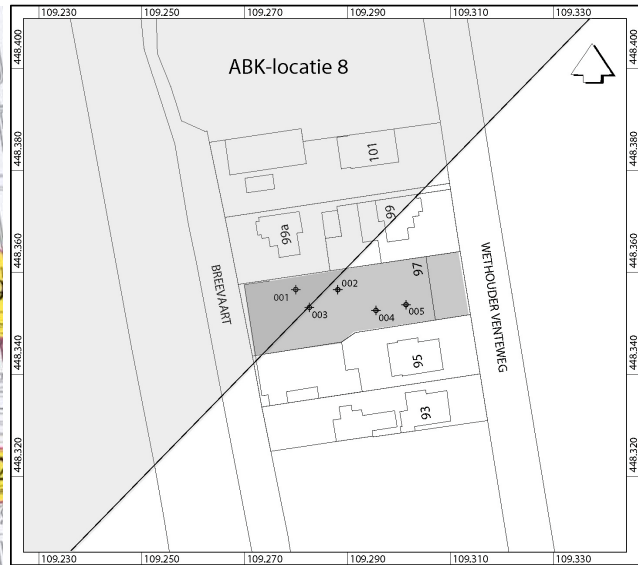 109.230 109.250 109.270 109.290 109.310 109.330
448.400 448.400
ABK-locatie 8
448.380 448.380
101
99a 99
448.360 448.360
BREEVAART
97
WETHOUDER VENTEWEG
001 002
003 004 005
448.340 448.340
95
93
448.320 448.320
109.230 109.250 109.270 109.290 109.310 109.330